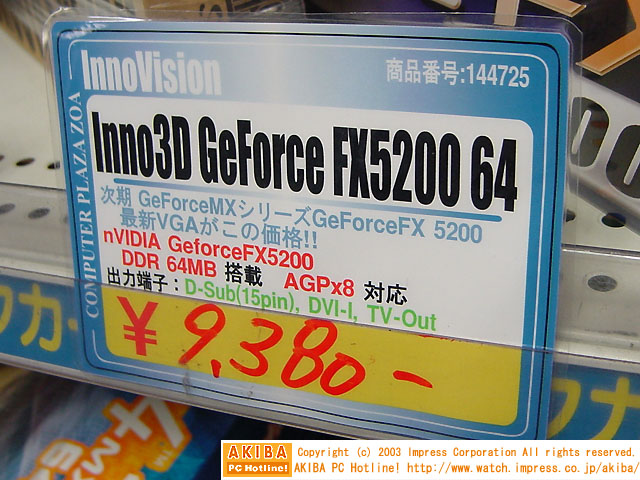 InnoVision
商品番号:144725
COMPUTER PLAZA ZOA
Inno3D GeForce FX5200 64
次期 GeForceMXシリーズGeForceFX 5200
最新VGAがこの価格!!
nVIDIA GeforceFX5200
DDR 64MB 搭載 AGPx8 対応
出力端子：D-Sub(15pin), DVI-I, TV-Out
¥9,380-
AKIBA
PC Hotline!
Copyright (c) 2003 Impress Corporation All rights reserved.
AKIBA PC Hotline! http://www.watch.impress.co.jp/akiba/